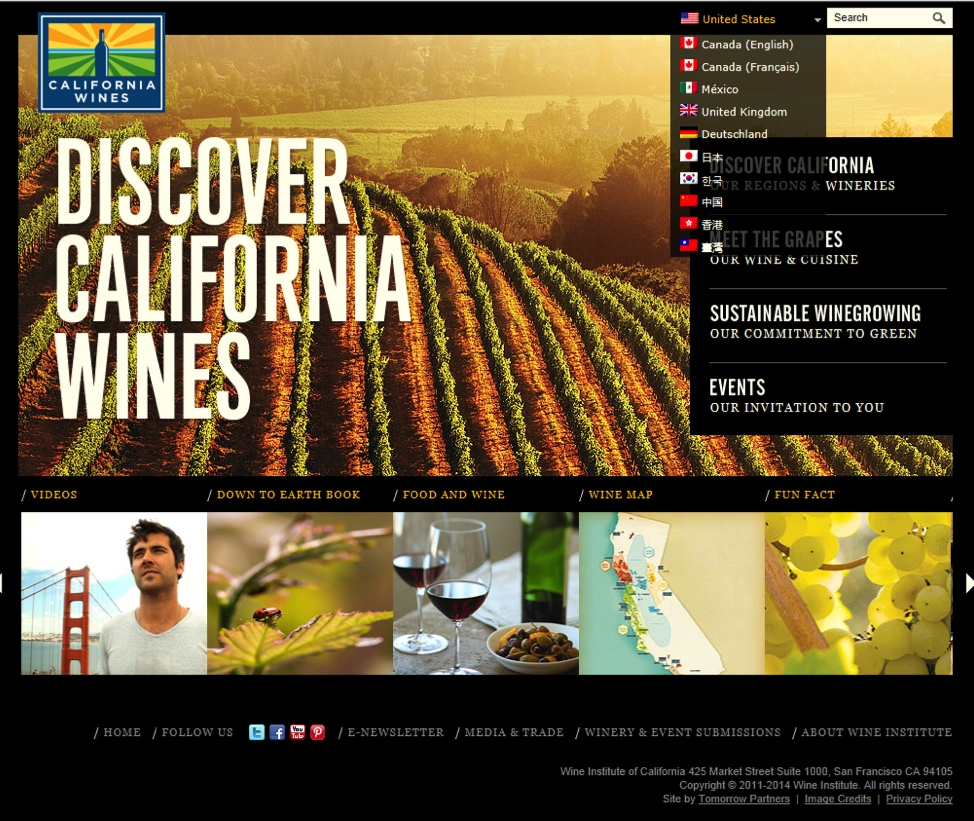 United States
Search
Canada (English)
Canada (Français)
México
United Kingdom
Deutschland
日本
한국
中国
香港
臺灣
CALIFORNIA
WINES
DISCOVER
CALIFORNIA
WINES
DISCOVER CALIFORNIA
OUR REGIONS & WINERIES
MEET THE GRAPES
OUR WINE & CUISINE
SUSTAINABLE WINEGROWING
OUR COMMITMENT TO GREEN
EVENTS
OUR INVITATION TO YOU
/ VIDEOS / DOWN TO EARTH BOOK / FOOD AND WINE / WINE MAP / FUN FACT /
/ HOME / FOLLOW US You Tube / E-NEWSLETTER / MEDIA & TRADE / WINERY & EVENT SUBMISSIONS / ABOUT WINE INSTITUTE
Wine Institute of California 425 Market Street Suite 1000, San Francisco CA 94105
Copyright © 2011-2014 Wine Institute. All rights reserved.
Site by Tomorrow Partners | Image Credits | Privacy Policy